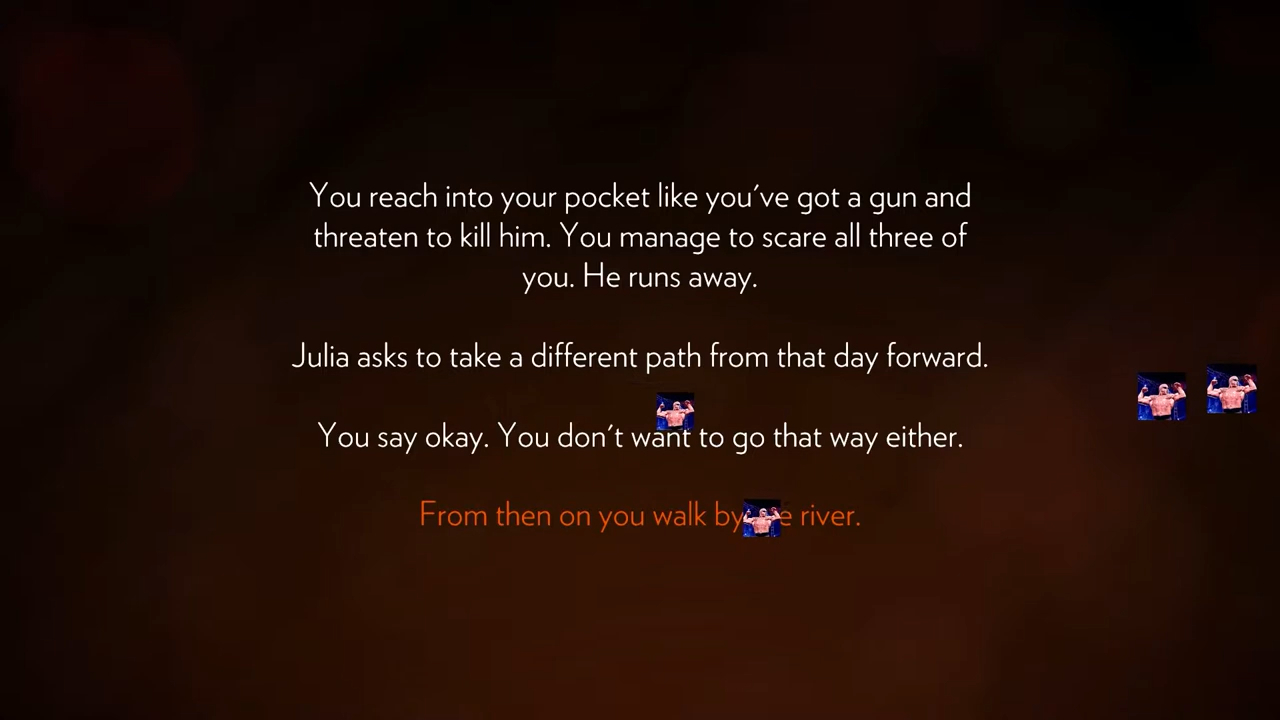 You reach into your pocket like you've got a gun and
threaten to kill him. You manage to scare all three of
you. He runs away.
Julia asks to take a different path from that day forward.
You say okay. You don't want to go that way either.
From then on you walk by river.